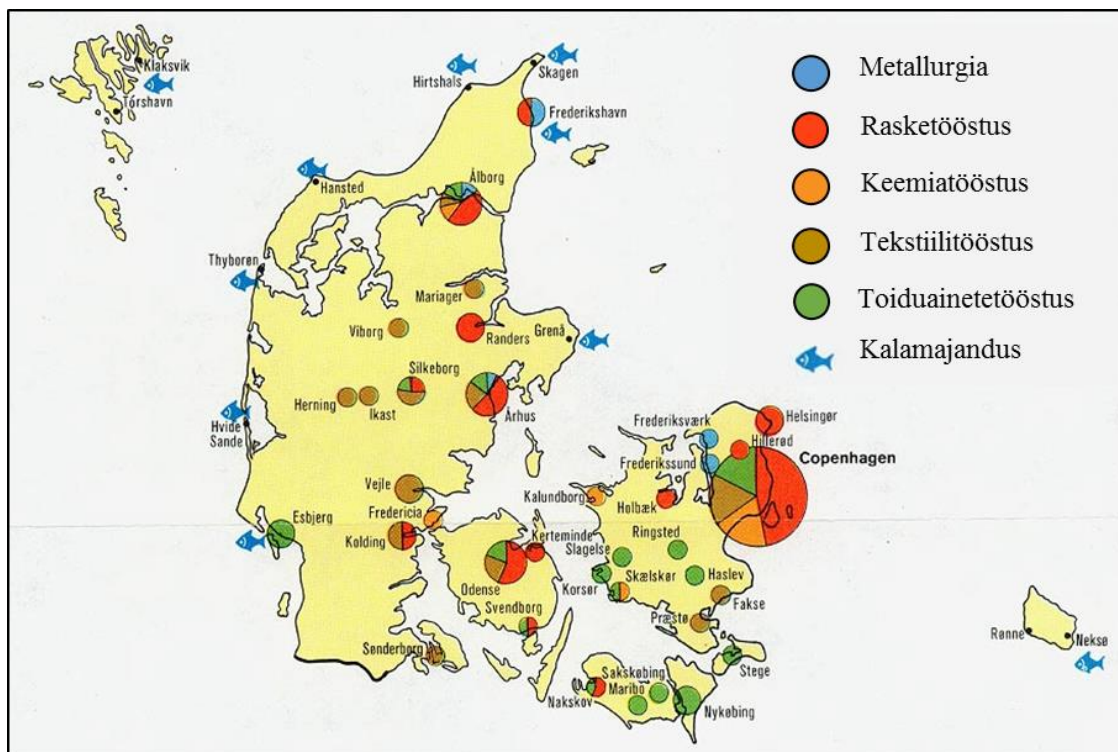 Klaksvik
Tórshavn
Hirtshals
Skagen
Frederikshavn
Hansted
Ålborg
Thyborøn
Mariager
Viborg
Randers
Grenå
Silkeborg
Herning
Ikast
Århus
Hvide
Sande
Vejle
Fredericia
Esbjerg
Kolding
Kerteminde
Odense
Svendborg
Sønderborg
Frederiksværk
Helsingør
Hillerød
Frederikssund
Copenhagen
Kalundborg
Holbæk
Ringsted
Slagelse
Skælskør
Haslev
Korsør
Fakse
Præstø
Stege
Sakskøbing
Maribo
Nakskov
Nykøbing
Rønne
Neksø
Metallurgia
Rasketööstus
Keemiatööstus
Tekstiilitööstus
Toiduainetetööstus
Kalamajandus